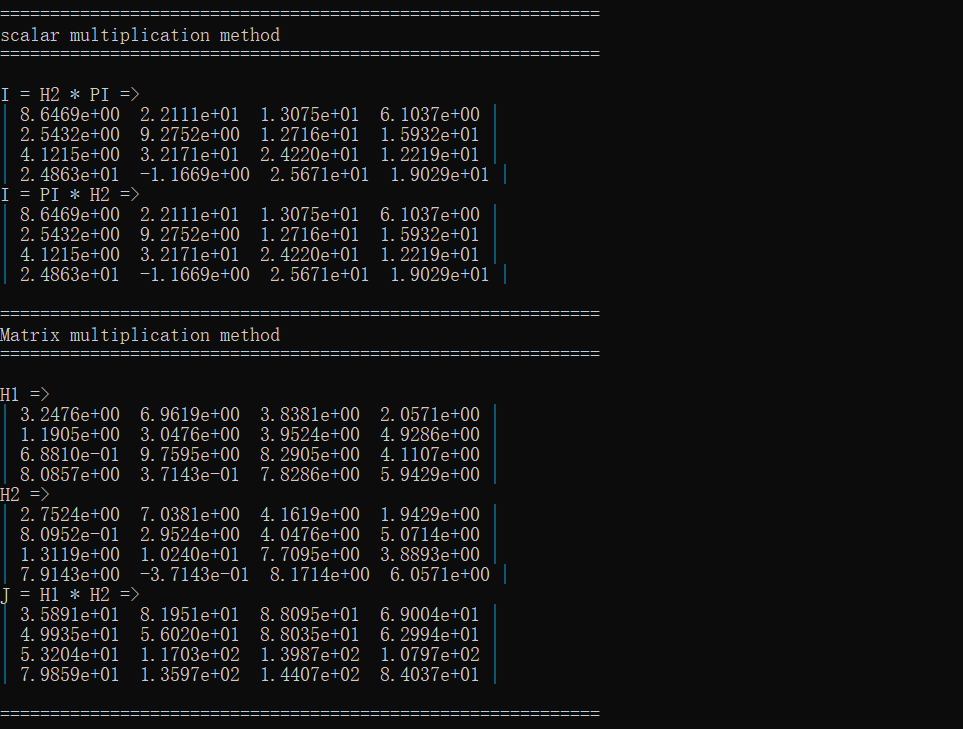 ============================================================
scalar multiplication method
============================================================
I = H2 * PI =>
| 8.6469e+00  2.2111e+01  1.3075e+01  6.1037e+00 |
| 2.5432e+00  9.2752e+00  1.2716e+01  1.5932e+01 |
| 4.1215e+00  3.2171e+01  2.4220e+01  1.2219e+01 |
| 2.4863e+01  -1.1669e+00  2.5671e+01  1.9029e+01 |
I = PI * H2 =>
| 8.6469e+00  2.2111e+01  1.3075e+01  6.1037e+00 |
| 2.5432e+00  9.2752e+00  1.2716e+01  1.5932e+01 |
| 4.1215e+00  3.2171e+01  2.4220e+01  1.2219e+01 |
| 2.4863e+01  -1.1669e+00  2.5671e+01  1.9029e+01 |
============================================================
Matrix multiplication method
============================================================
H1 =>
| 3.2476e+00  6.9619e+00  3.8381e+00  2.0571e+00 |
| 1.1905e+00  3.0476e+00  3.9524e+00  4.9286e+00 |
| 6.8810e-01  9.7595e+00  8.2905e+00  4.1107e+00 |
| 8.0857e+00  3.7143e-01  7.8286e+00  5.9429e+00 |
H2 =>
| 2.7524e+00  7.0381e+00  4.1619e+00  1.9429e+00 |
| 8.0952e-01  2.9524e+00  4.0476e+00  5.0714e+00 |
| 1.3119e+00  1.0240e+01  7.7095e+00  3.8893e+00 |
| 7.9143e+00  -3.7143e-01  8.1714e+00  6.0571e+00 |
J = H1 * H2 =>
| 3.5891e+01  8.1951e+01  8.8095e+01  6.9004e+01 |
| 4.9935e+01  5.6020e+01  8.8035e+01  6.2994e+01 |
| 5.3204e+01  1.1703e+02  1.3987e+02  1.0797e+02 |
| 7.9859e+01  1.3597e+02  1.4407e+02  8.4037e+01 |
============================================================